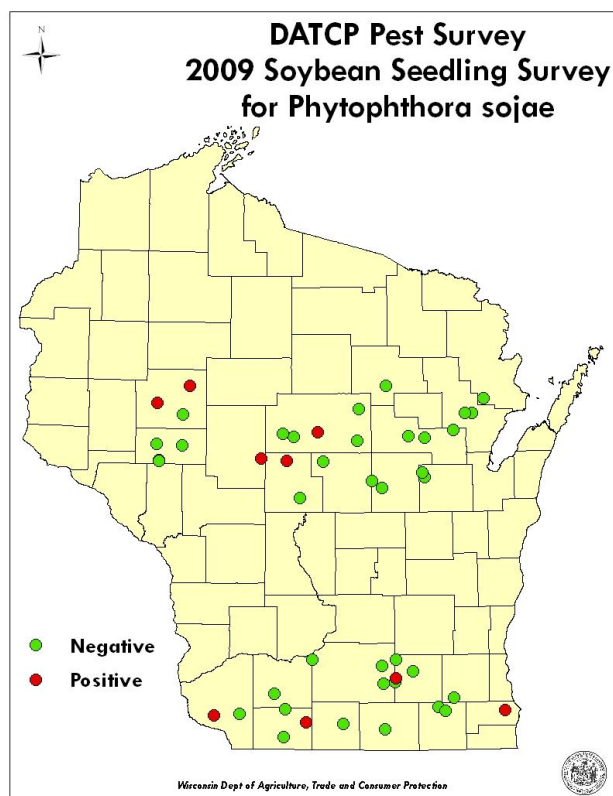 N
DATCP Pest Survey
2009 Soybean Seedling Survey
for Phytophthora sojae
Negative
Positive
Wisconsin Dept of Agriculture, Trade and Consumer Protection